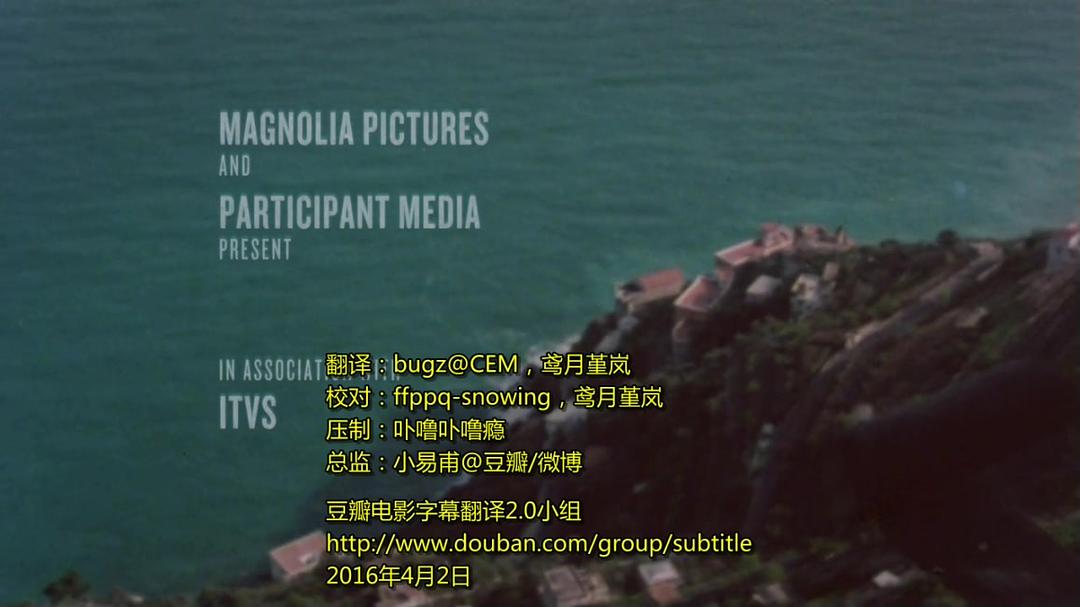 MAGNOLIA PICTURES
AND
PARTICIPANT MEDIA
PRESENT
IN ASSOCIATION WITH
ITVS
翻译：bugz@CEM，鸢月堇岚
校对：ffppq-snowing，鸢月堇岚
压制：卟噜卟噜瘾
总监：小易甫@豆瓣/微博
豆瓣电影字幕翻译2.0小组
http://www.douban.com/group/subtitle
2016年4月2日